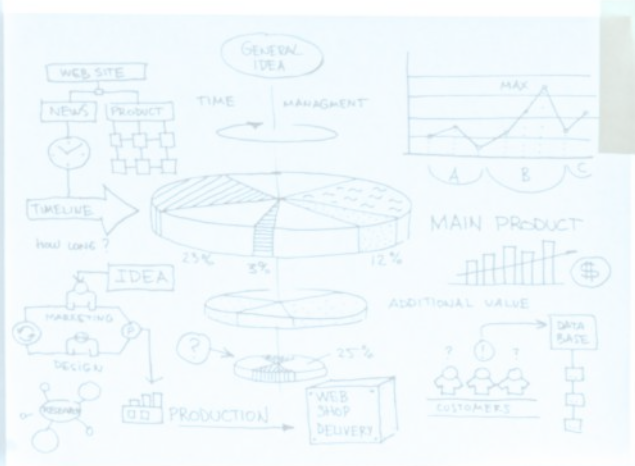 GENERAL
IDEA
WEB SITE
NEWS
PRODUCT
TIME MANAGMENT
MAX
A
B
C
TIMELINE
HOW LONG?
MAIN PRODUCT
3%
12%
$
IDEA
MARKETING
DESIGN
ADDITIONAL VALUE
?
25%
? ! ?
DATA
BASE
CUSTOMERS
RESEARCH
PRODUCTION
WEB
SHOP
DELIVERY